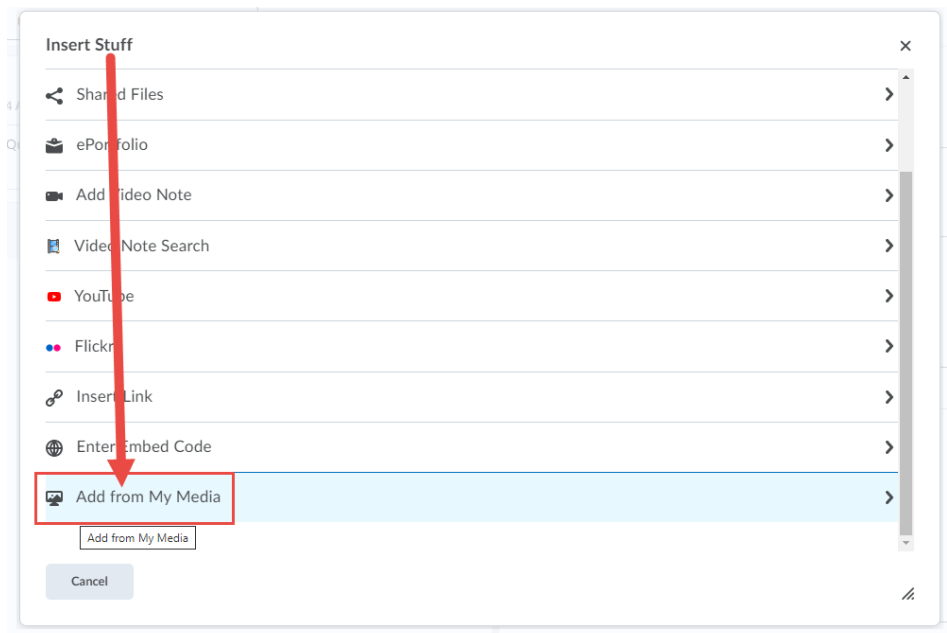 Insert Stuff
Shared Files
ePortfolio
Add Video Note
Video Note Search
YouTube
Flickr
Insert Link
Enter Embed Code
Add from My Media
Add from My Media
Cancel